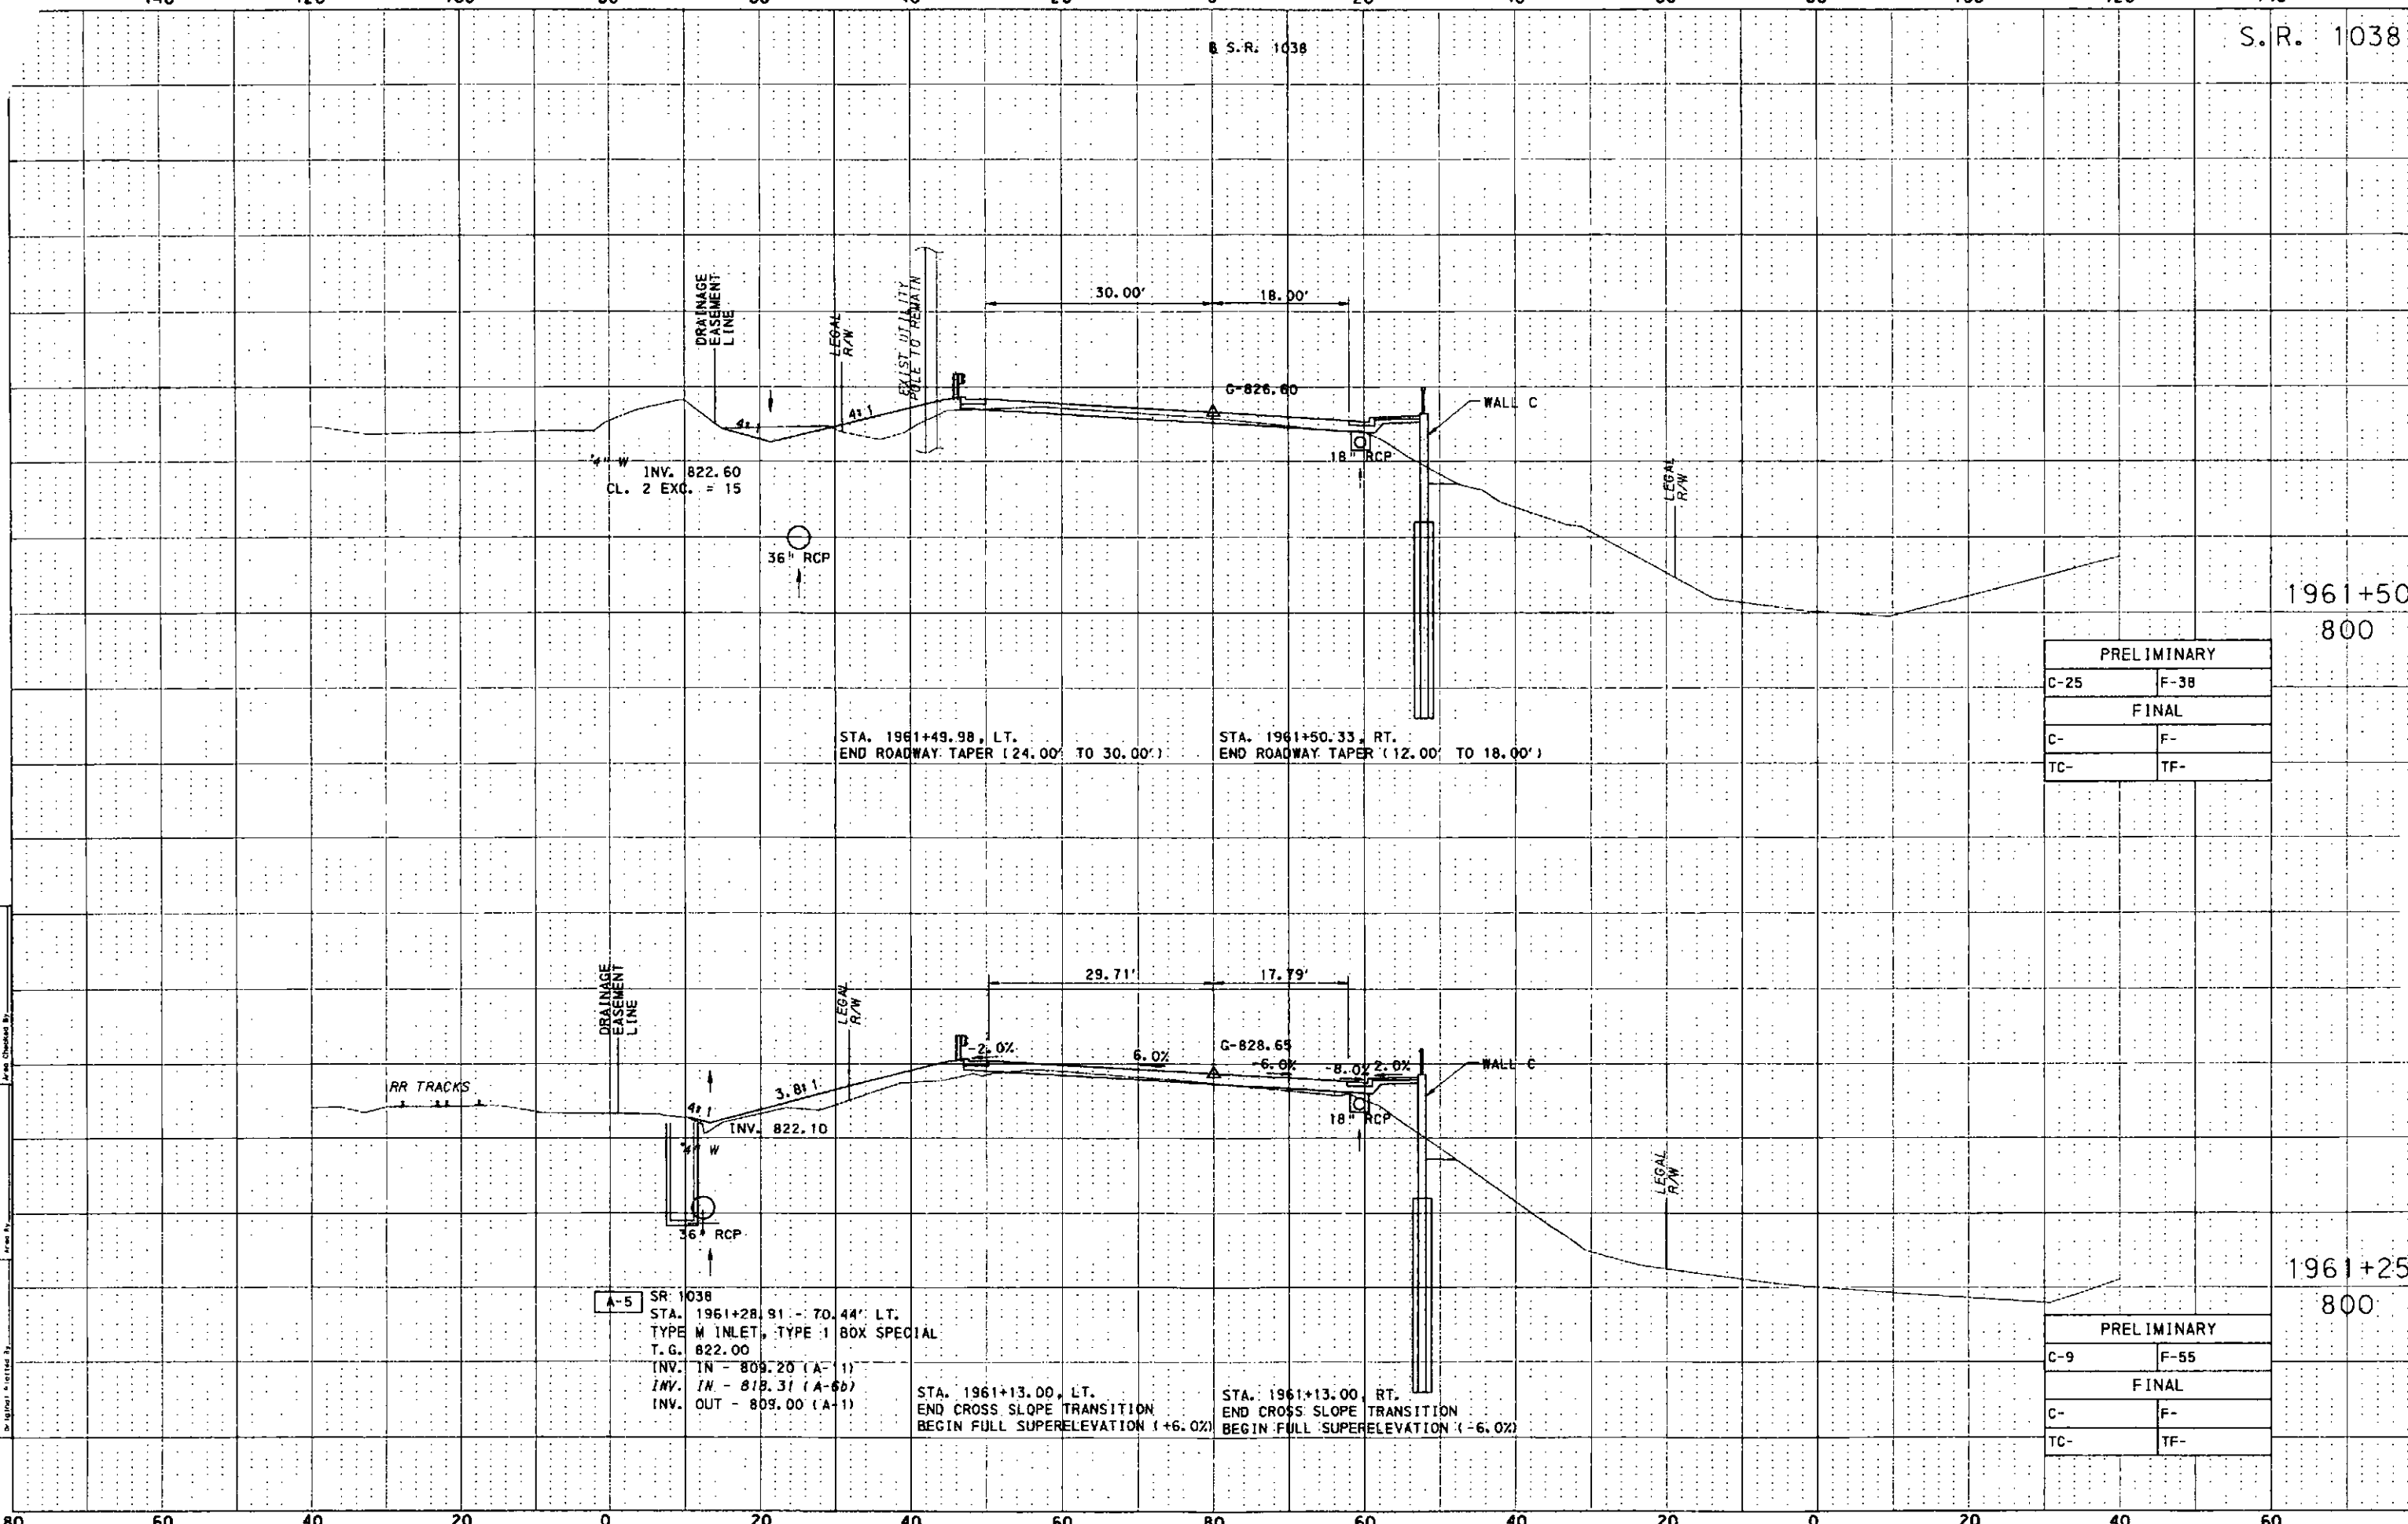 S.R. 1038
S.R. 1038
DRAINAGE
EASEMENT
LINE
LEGAL
R/W
EXIST UTILITY
POLE TO REMAIN
30.00'
18.00'
G-826.60
4:1
4:1
WALL C
"4" W
INV. 822.60
CL. 2 EXC. = 15
18" RCP
LEGAL
R/W
36" RCP
1961+50
800
PRELIMINARY
C-25 F-38
FINAL
C- F-
TC- TF-
STA. 1961+49.98, LT.
END ROADWAY TAPER (24.00' TO 30.00')
STA. 1961+50.33, RT.
END ROADWAY TAPER (12.00' TO 18.00')
DRAINAGE
EASEMENT
LINE
LEGAL
R/W
29.71'
17.79'
G-828.65
-2.0%
6.0%
-6.0%
-8.0%
2.0%
WALL C
RR TRACKS
4:1
3.8:1
INV. 822.10
"4" W
18" RCP
LEGAL
R/W
36" RCP
1961+25
800
A-5
SR 1038
STA. 1961+28.91 - 70.44' LT.
TYPE M INLET, TYPE 1 BOX SPECIAL
T.G. 822.00
INV. IN - 809.20 (A-11)
INV. IN - 818.31 (A-6b)
INV. OUT - 809.00 (A-1)
STA. 1961+13.00, LT.
END CROSS SLOPE TRANSITION
BEGIN FULL SUPERELEVATION (+6.0%)
STA. 1961+13.00, RT.
END CROSS SLOPE TRANSITION
BEGIN FULL SUPERELEVATION (-6.0%)
PRELIMINARY
C-9 F-55
FINAL
C- F-
TC- TF-
Area Checked By
Area By
Original Plotted By
80 60 40 20 0 20 40 60 80 60 40 20 0 20 40 60